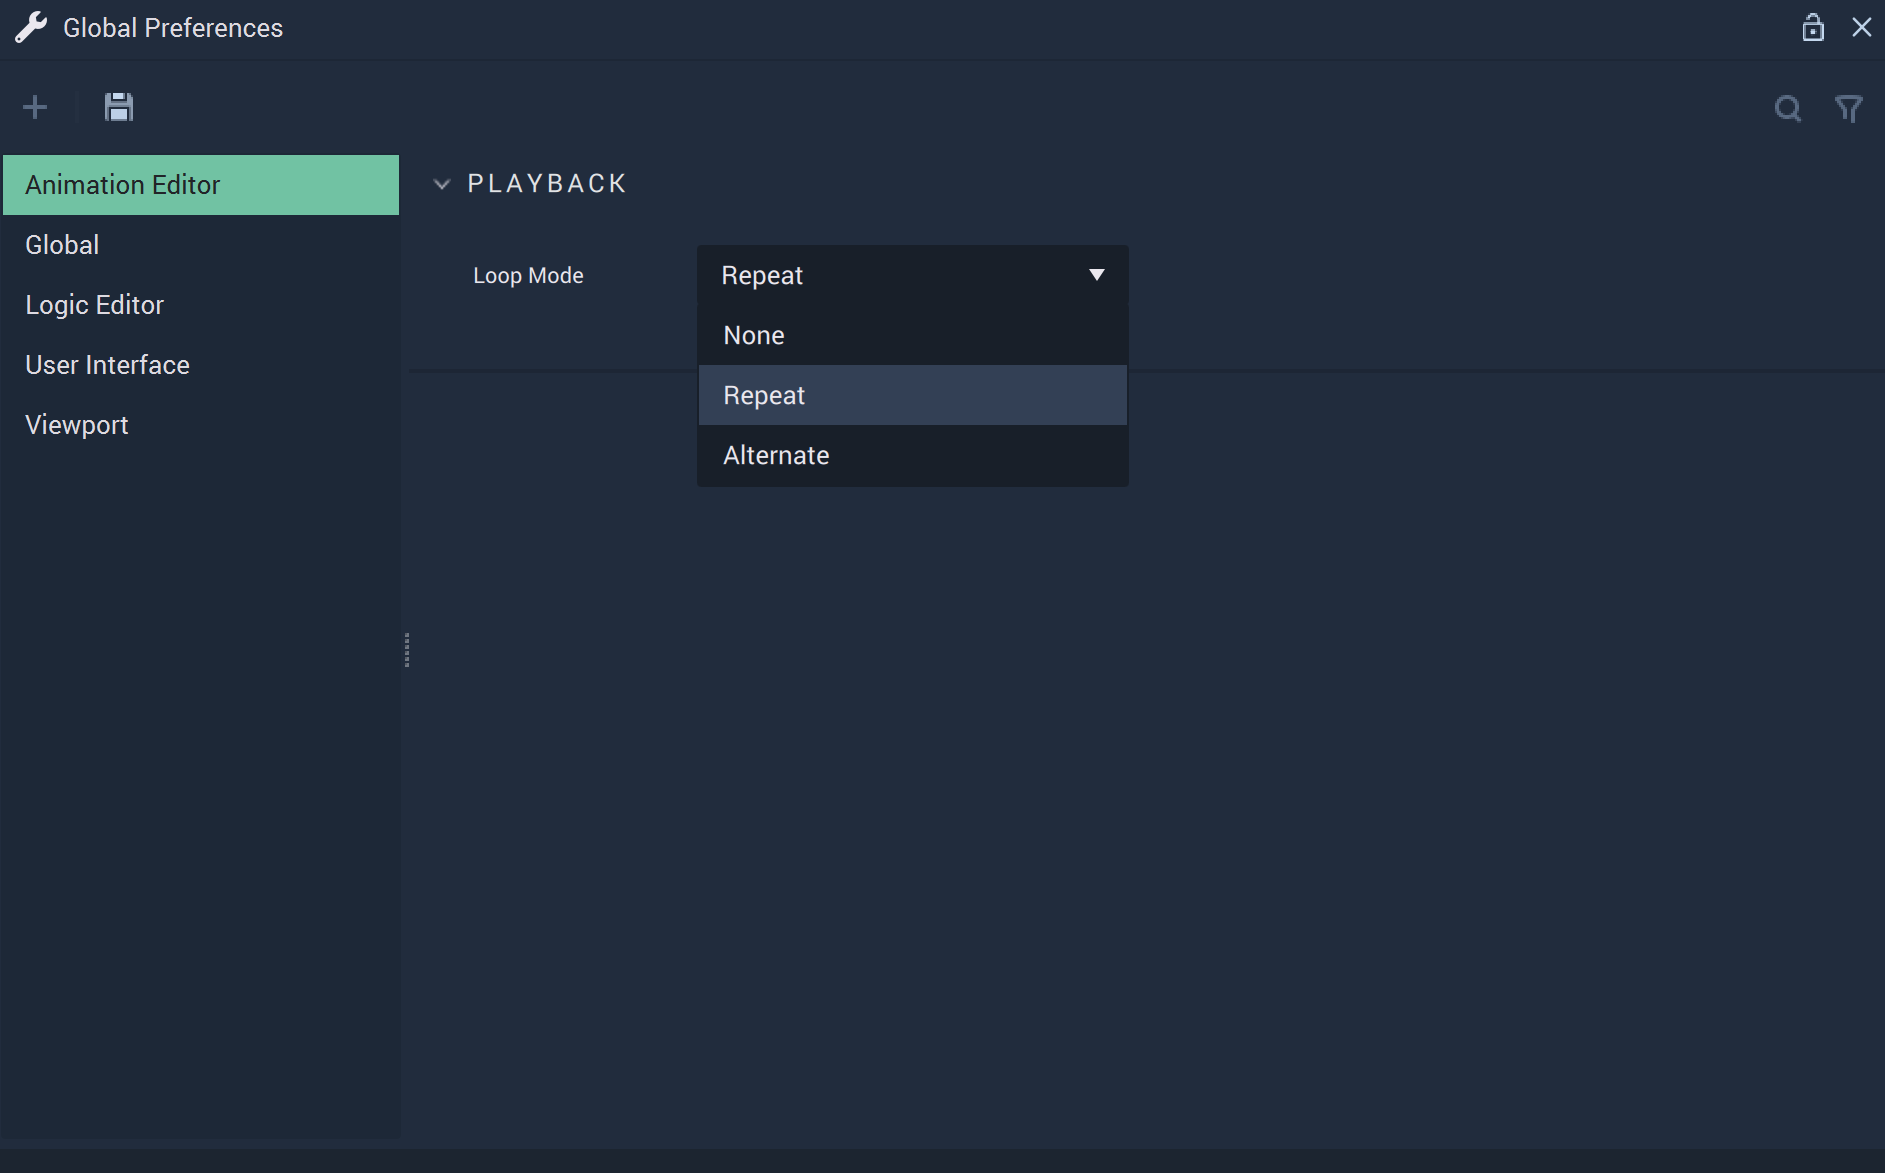 Global Preferences
Animation Editor
Global
Logic Editor
User Interface
Viewport
PLAYBACK
Loop Mode
Repeat
None
Repeat
Alternate